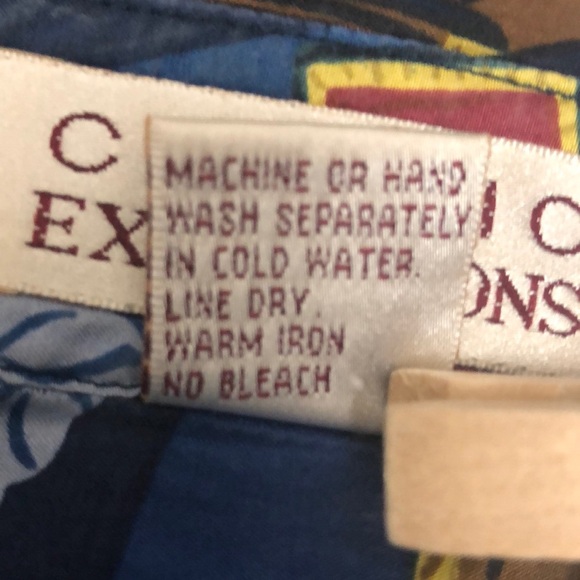 C
EX
MACHINE OR HAND
WASH SEPARATELY
IN COLD WATER.
LINE DRY.
WARM IRON
NO BLEACH
C
ONS